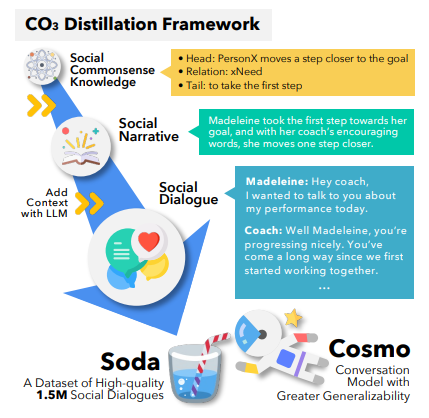 CO₃ Distillation Framework
Social
Commonsense
Knowledge
• Head: PersonX moves a step closer to the goal
• Relation: xNeed
• Tail: to take the first step
Social
Narrative
Madeleine took the first step towards her
goal, and with her coach's encouraging
words, she moves one step closer.
Add
Context
with LLM
Social
Dialogue
Madeleine: Hey coach,
I wanted to talk to you about
my performance today.
Coach: Well Madeleine, you're
progressing nicely. You've
come a long way since we first
started working together.
...
Soda
A Dataset of High-quality
1.5M Social Dialogues
Cosmo
Conversation
Model with
Greater Generalizability